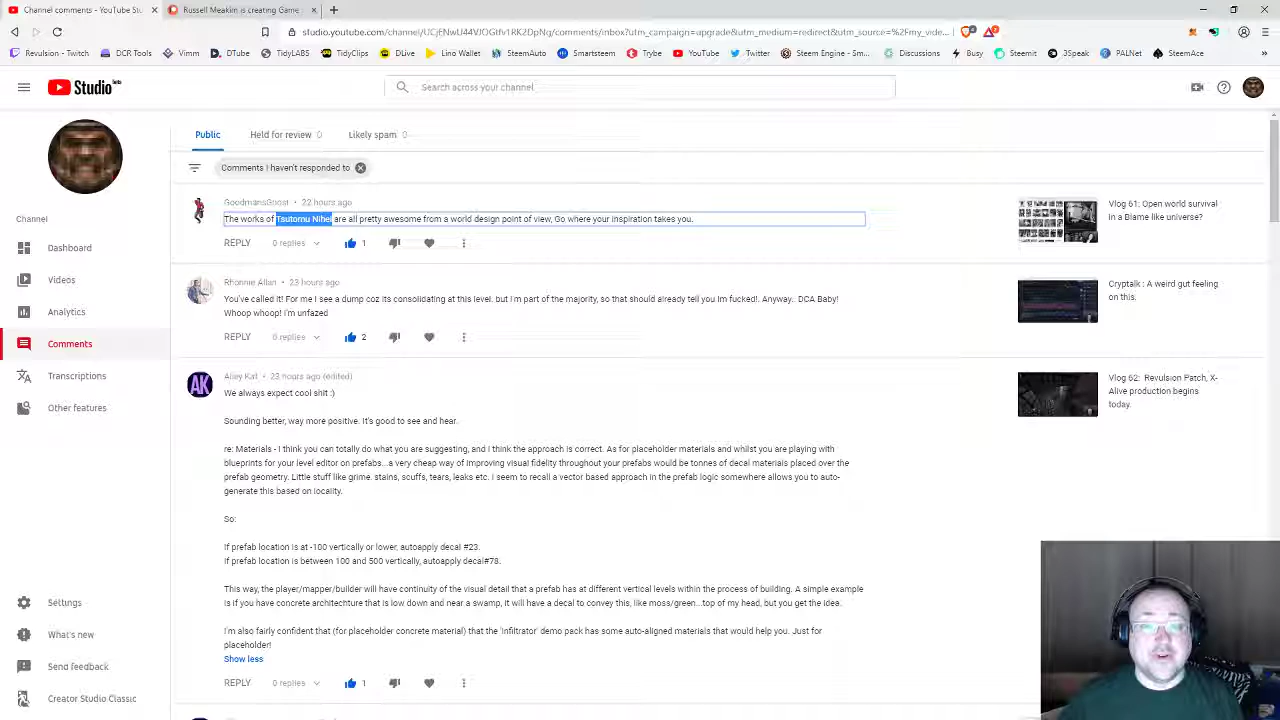 Channel comments - YouTube Stu
Russell Meakin is creating Game
studio.youtube.com/channel/
Revulsion - Twitch
DCR Tools
Vimm
DTube
3YLABS
TidyClips
DLive
Lino Wallet
SteemAuto
Smartsteem
Trybe
YouTube
Twitter
Steem Engine - Sm...
Discussions
Busy
Steemit
3Speak
PALNet
SteemAce
Studio
Search across your channel
Public
Held for review 0
Likely spam 0
Comments I haven't responded to
Channel
Dashboard
Videos
Analytics
Comments
Transcriptions
Other features
Settings
What's new
Send feedback
Creator Studio Classic
GoodmansGhost • 22 hours ago
The works of Tsutomu Nihei are all pretty awesome from a world design point of view, Go where your inspiration takes you.
REPLY 0 replies 1
Vlog 61: Open world survival
in a Blame like universe?
Rhonnie Allan • 23 hours ago
You've called it! For me I see a dump coz its consolidating at this level. but I'm part of the majority, so that should already tell you Im fucked!. Anyway.. DCA Baby!
Whoop whoop! I'm unfazed
REPLY 0 replies 2
Cryptalk : A weird gut feeling
on this.
• 23 hours ago (edited)
AK
We always expect cool shit :)
Sounding better, way more positive. It's good to see and hear.
re: Materials - I think you can totally do what you are suggesting, and I think the approach is correct. As for placeholder materials and whilst you are playing with
blueprints for your level editor on prefabs...a very cheap way of improving visual fidelity throughout your prefabs would be tonnes of decal materials placed over the
prefab geometry. Little stuff like grime. stains, scuffs, tears, leaks etc. I seem to recall a vector based approach in the prefab logic somewhere allows you to auto-
generate this based on locality.
So:
If prefab location is at -100 vertically or lower, autoapply decal #23.
If prefab location is between 100 and 500 vertically, autoapply decal#78.
This way, the player/mapper/builder will have continuity of the visual detail that a prefab has at different vertical levels within the process of building. A simple example
is if you have concrete architechture that is low down and near a swamp, it will have a decal to convey this, like moss/green...top of my head, but you get the idea.
I'm also fairly confident that (for placeholder concrete material) that the 'Infiltrator' demo pack has some auto-aligned materials that would help you. Just for
placeholder!
Show less
REPLY 0 replies 1
Vlog 62: Revulsion Patch, X-
Alive production begins
today.